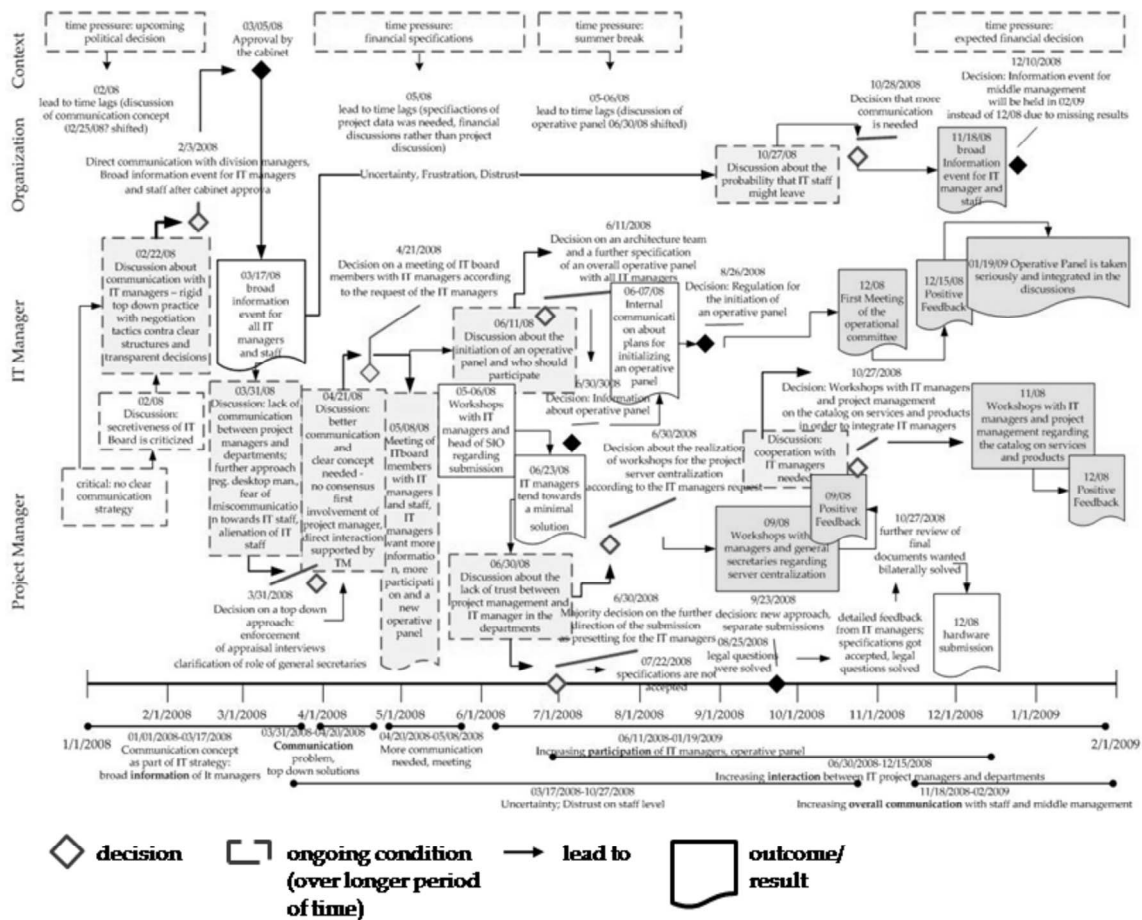 Context
Organization
IT Manager
Project Manager
time pressure: upcoming
political decision
03/05/08
Approval by
the cabinet
time pressure:
financial specifications
time pressure:
summer break
time pressure:
expected financial decision
02/08
lead to time lags (discussion
of communication concept
02/25/08? shifted)
05/08
lead to time lags (specifiactions of
project data was needed, financial
discussions rather than project
discussion)
05-06/08
lead to time lags (discussion of
operative panel 06/30/08 shifted)
10/28/2008
Decision that more
communication
is needed
12/10/2008
Decision: Information event for
middle management
will be held in 02/09
instead of 12/08 due to missing results
2/3/2008
Direct communication with division managers,
Broad information event for IT managers
and staff after cabinet approva
Uncertainty, Frustration, Distrust
10/27/08
Discussion about the
probability that IT staff
might leave
11/18/08
broad
Information
event for IT
manager and
staff
02/22/08
Discussion about
communication with
IT managers – rigid
top down practice
with negotiation
tactics contra clear
structures and
transparent decisions
03/17/08
broad
information
event for
all IT
managers
and staff
4/21/2008
Decision on a meeting of IT board
members with IT managers according
to the request of the IT managers
6/11/2008
Decision on an architecture team
and a further specification
of an overall operative panel
with all IT managers
06-07/08
Internal
communicati
on about
plans for
initializing
an operative
panel
8/26/2008
Decision: Regulation for
the initiation of
an operative panel
12/08
First Meeting
of the
operational
committee
12/15/08
Positive
Feedback
01/19/09 Operative Panel is taken
seriously and integrated in the
discussions
06/11/08
Discussion about the
initiation of an operative
panel and who should
participate
02/08
Discussion:
secretiveness of IT
Board is criticized
critical: no clear
communication
strategy
03/31/08
Discussion: lack of
communication
between project
managers and
departments;
further approach
reg. desktop man.,
fear of
miscommunica
tion
towards IT staff,
alienation of IT
staff
04/21/08
Discussion:
better
communication
and
clear concept
needed -
no consensus
first
involvement of
project manager,
direct interaction
supported by
TM
05/08/08
Meeting of
ITboard
members
with IT
managers
and staff,
IT
managers
want more
informatio
n, more
participati
on and a
new
operative
panel
05-06/08
Workshops
with IT
managers and
head of SIO
regarding
submission
6/30/3008
Decision: Information
about operative panel
06/23/08
IT managers
tend towards
a minimal
solution
6/30/2008
Decision about the realization
of workshops for the project
server centralization
according to the IT managers request
Discussion:
cooperation with
IT managers
needed
10/27/2008
Decision: Workshops with IT managers
and project management
on the catalog on services and products
in order to integrate IT managers
11/08
Workshops with IT
managers and
project management
regarding the
catalog on services
and products
12/08
Positive
Feedback
09/08
Positive
Feedback
09/08
Workshops with
managers and general
secretaries regarding
server centralization
10/27/2008
further review of
final
documents wanted
bilaterally solved
3/31/2008
Decision on a top down
approach:
enforcement
of appraisal interviews
clarification of role of general secretaries
06/30/08
Discussion about the
lack of trust between
project management and
IT manager in the
departments
6/30/2008
Majority decision on the further
direction of the submission
as presetting for the IT managers
9/23/2008
decision: new approach,
separate submissions
08/25/2008
legal questions
were solved
07/22/2008
specifications are not
accepted
detailed feedback
from IT managers;
specifications got
accepted, legal
questions solved
12/08
hardware
submission
1/1/2008
2/1/2008
3/1/2008
4/1/2008
5/1/2008
6/1/2008
7/1/2008
8/1/2008
9/1/2008
10/1/2008
11/1/2008
12/1/2008
1/1/2009
2/1/2009
01/01/2008-03/17/2008
Communication concept
as part of IT strategy:
broad information of It managers
03/31/2008-04/20/2008
Communication
problem,
top down solutions
04/20/2008-05/08/2008
More communication
needed, meeting
06/11/2008-01/19/2009
Increasing participation of IT managers, operative panel
06/30/2008-12/15/2008
Increasing interaction between IT project managers and departments
03/17/2008-10/27/2008
Uncertainty; Distrust on staff level
11/18/2008-02/2009
Increasing overall communication with staff and middle management
decision
ongoing condition
(over longer period
of time)
lead to
outcome/
result